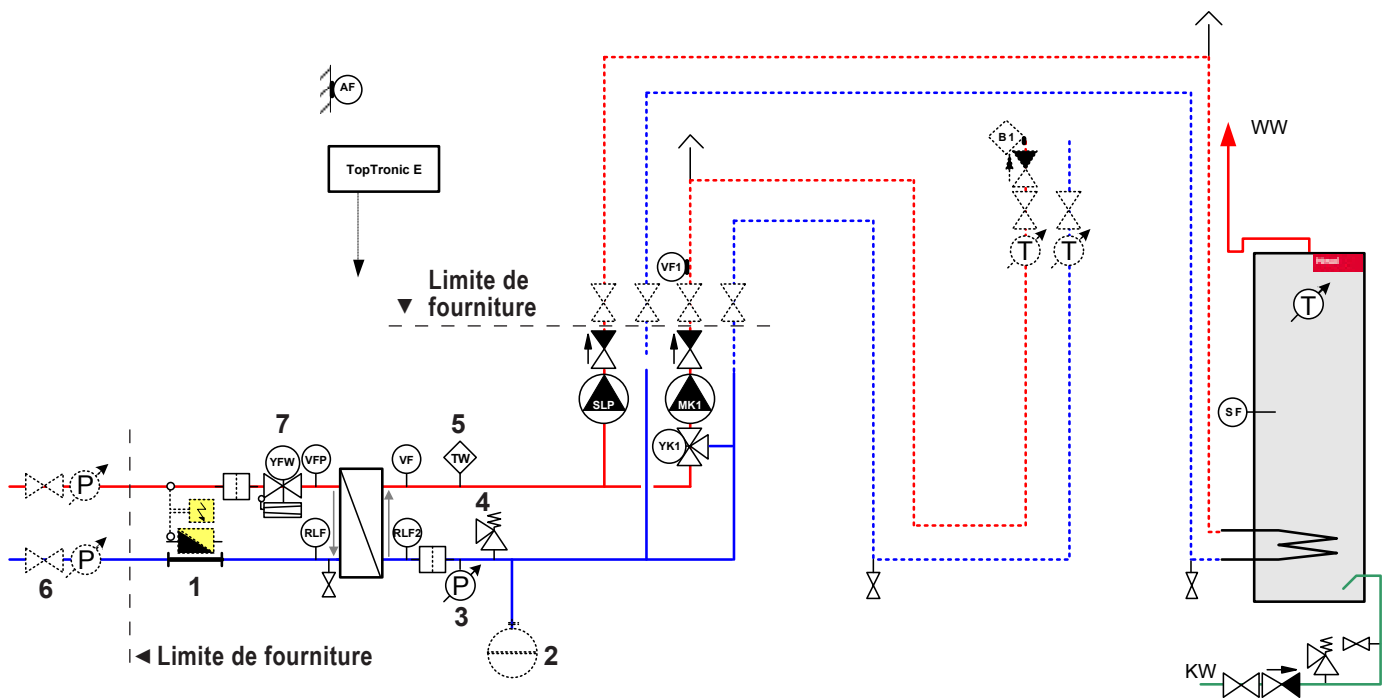 AF
WW
B1
TopTronic E
T
T
VF1
Limite de
fourniture
T
SLP
MK1
SF
7
5
YK1
YFW
VFP
VF
TW
P
4
RLF
RLF2
P
6
1
P
3
2
Limite de fourniture
KW